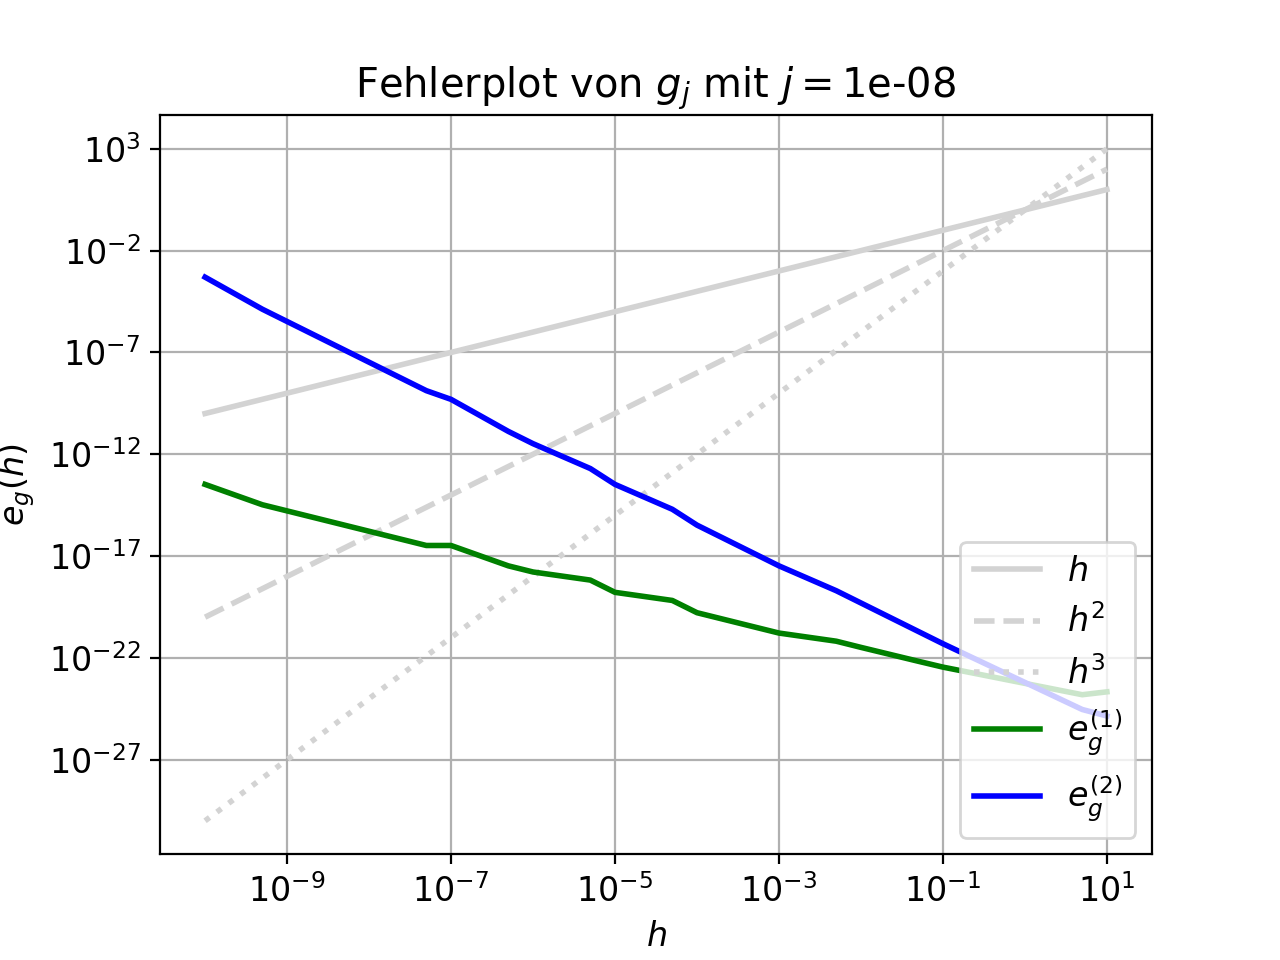 Fehlerplot von $g_j$ mit $j = $ 1e-08
$10^{3}$
$10^{-2}$
$10^{-7}$
$10^{-12}$
$10^{-17}$
$10^{-22}$
$10^{-27}$
$e_g(h)$
$h$
$h^2$
$h^3$
$e_g^{(1)}$
$e_g^{(2)}$
$10^{-9}$ $10^{-7}$ $10^{-5}$ $10^{-3}$ $10^{-1}$ $10^{1}$
$h$